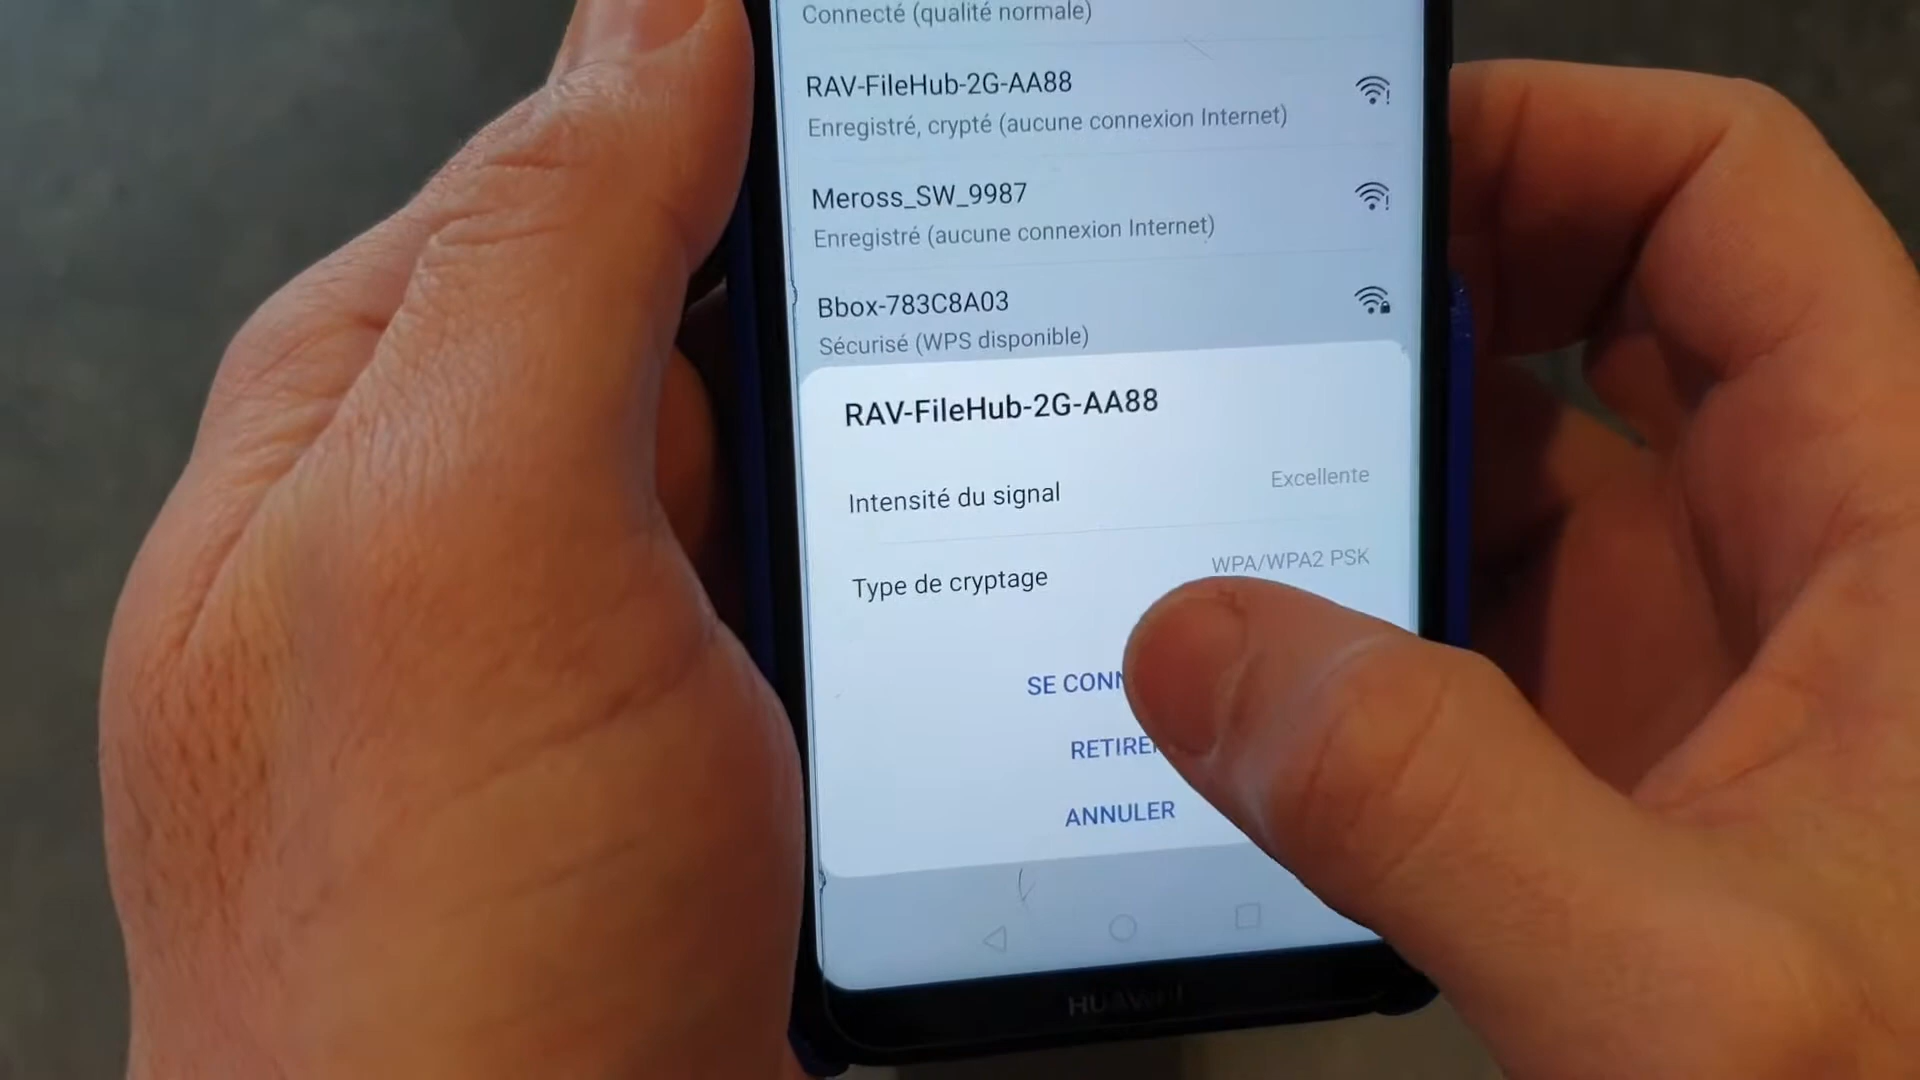 Connecté (qualité normale)
RAV-FileHub-2G-AA88
Enregistré, crypté (aucune connexion Internet)
Meross_SW_9987
Enregistré (aucune connexion Internet)
Bbox-783C8A03
Sécurisé (WPS disponible)
RAV-FileHub-2G-AA88
Intensité du signal
Excellente
Type de cryptage
WPA/WPA2 PSK
SE CONN
RETIRER
ANNULER
HUAWEI